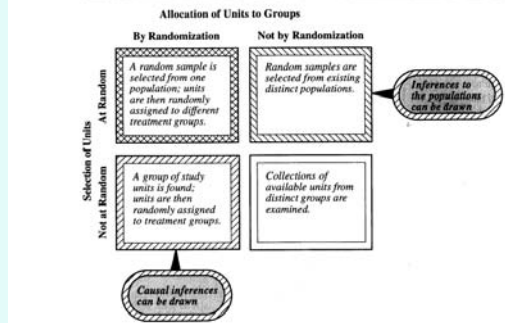 Allocation of Units to Groups
By Randomization
Not by Randomization
Selection of Units
At Random
A random sample is
selected from one
population; units
are then randomly
assigned to different
treatment groups.
Random samples are
selected from existing
distinct populations.
Inferences to
the populations
can be drawn
Not at Random
A group of study
units is found;
units are then
randomly assigned
to treatment groups.
Collections of
available units from
distinct groups are
examined.
Causal inferences
can be drawn